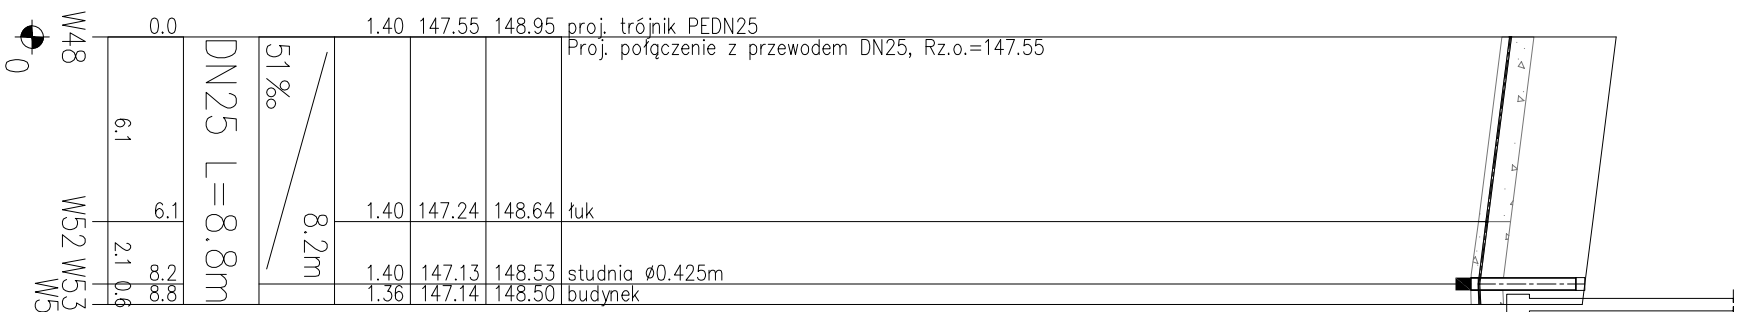 W48 0.0 1.40 147.55 148.95 proj. trójnik PEDN25
Proj. połączenie z przewodem DN25, Rz.o.=147.55
0
6.1
DN25 L=8.8m
51‰
8.2m
W52 6.1 1.40 147.24 148.64 łuk
2.1
W53 8.2 1.40 147.13 148.53 studnia ø0.425m
0.6
W5 8.8 1.36 147.14 148.50 budynek